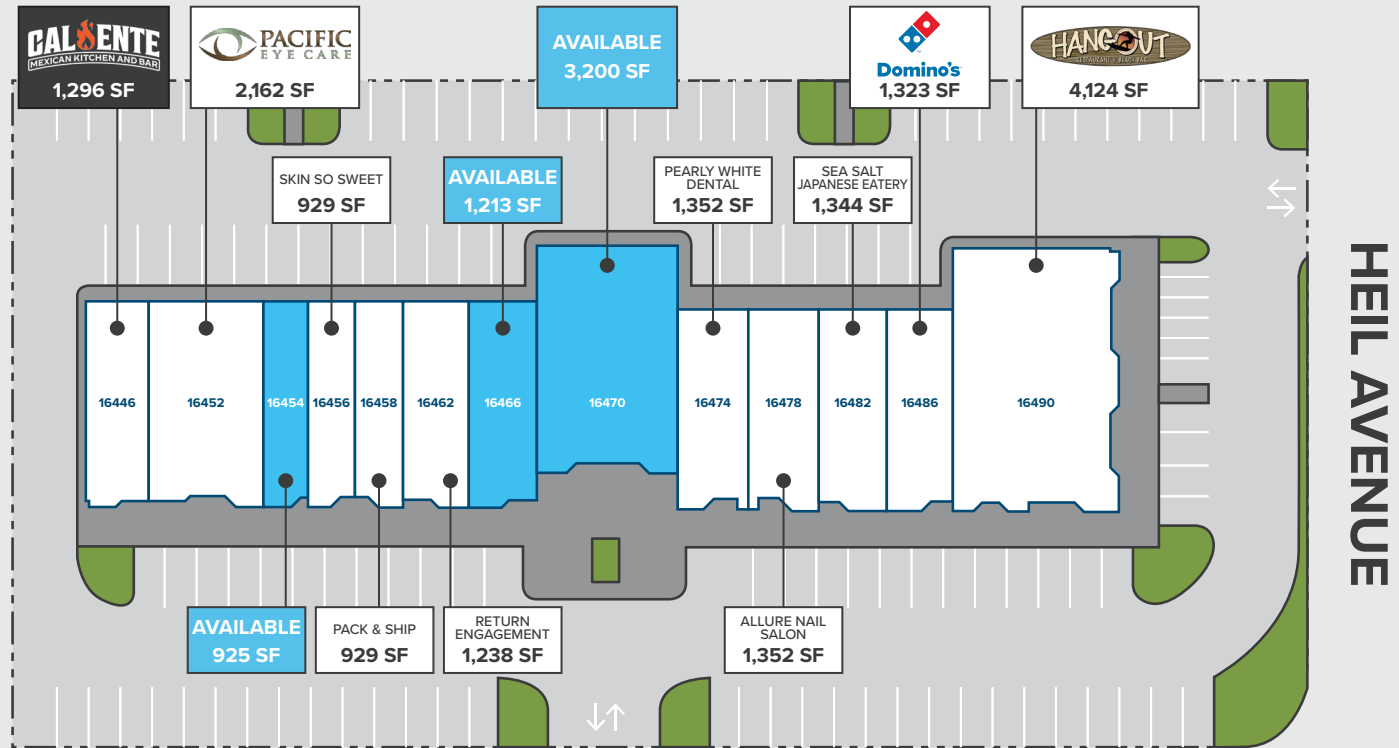 CALIENTE
MEXICAN KITCHEN AND BAR
1,296 SF
PACIFIC
EYE CARE
2,162 SF
AVAILABLE
3,200 SF
Domino's
1,323 SF
HANGOUT
RESTAURANT & BEACH BAR
4,124 SF
SKIN SO SWEET
929 SF
AVAILABLE
1,213 SF
PEARLY WHITE
DENTAL
1,352 SF
SEA SALT
JAPANESE EATERY
1,344 SF
16446
16452
16454
16456
16458
16462
16466
16470
16474
16478
16482
16486
16490
HEIL AVENUE
AVAILABLE
925 SF
PACK & SHIP
929 SF
RETURN
ENGAGEMENT
1,238 SF
ALLURE NAIL
SALON
1,352 SF